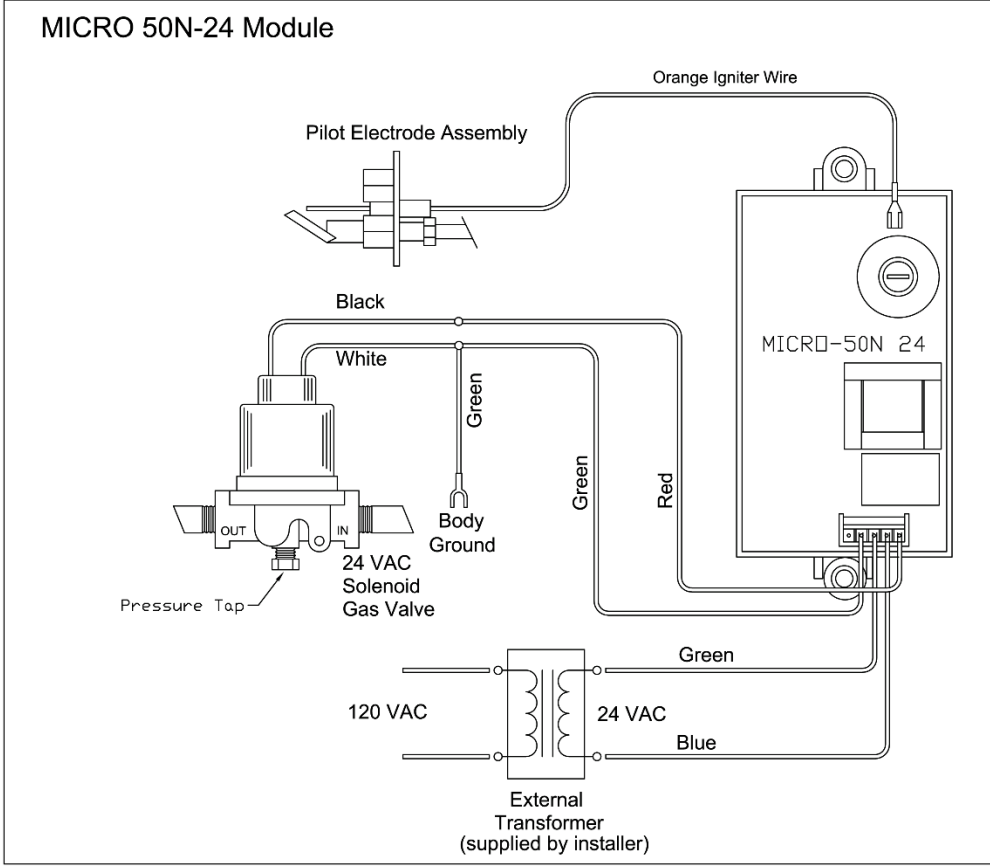 MICRO 50N-24 Module
Orange Igniter Wire
Pilot Electrode Assembly
Black
White
Green
Green
Red
MICRO-50N 24
OUT
IN
Body
Ground
24 VAC
Solenoid
Gas Valve
Pressure Tap
Green
120 VAC
24 VAC
Blue
External
Transformer
(supplied by installer)